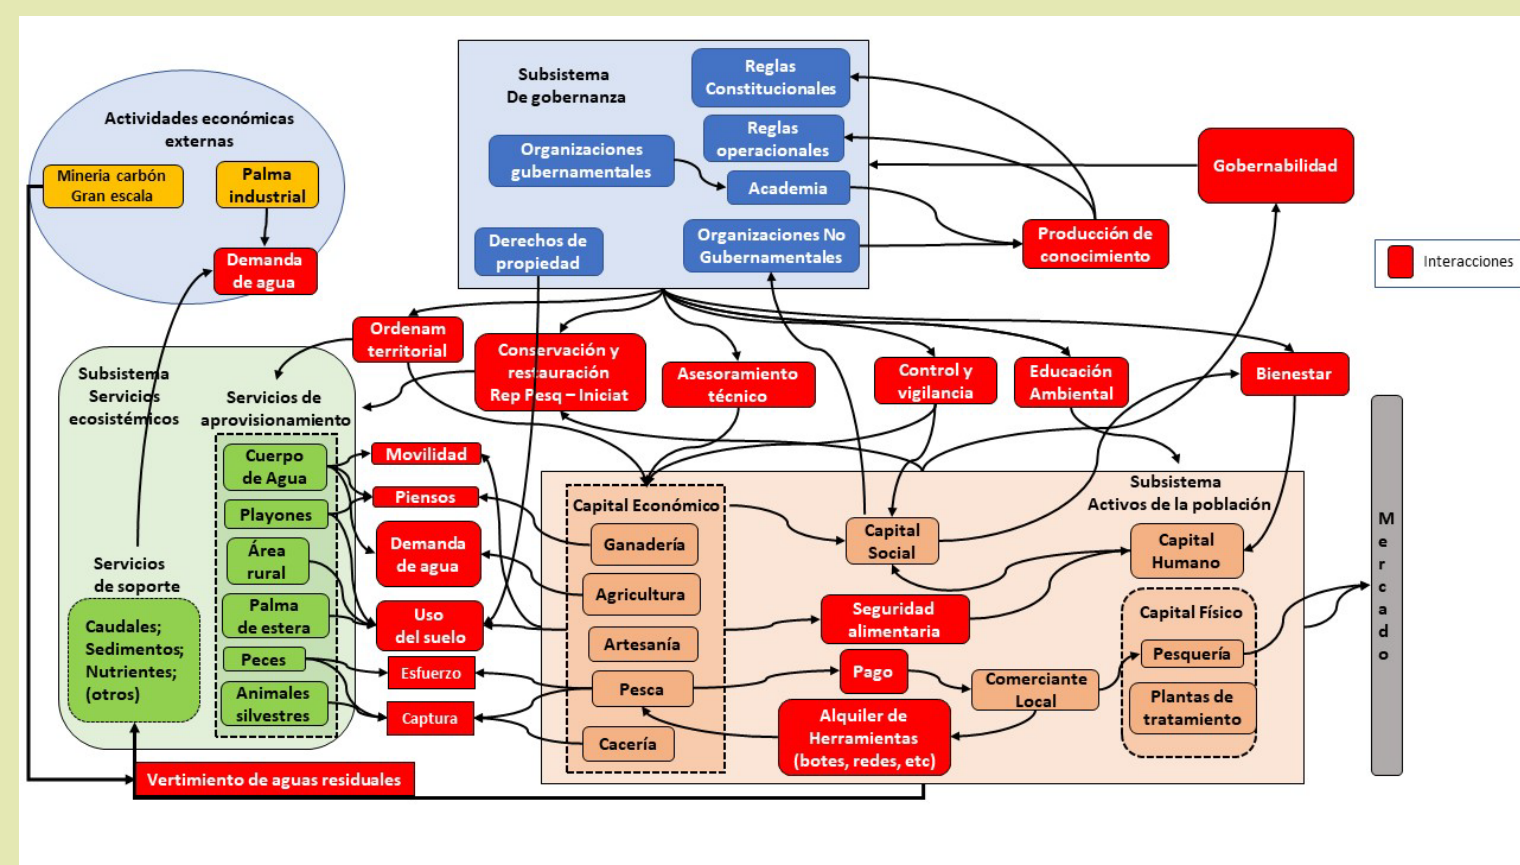 Subsistema
De gobernanza
Reglas
Constitucionales
Reglas
operacionales
Organizaciones
gubernamentales
Academia
Derechos de
propiedad
Organizaciones No
Gubernamentales
Actividades económicas
externas
Mineria carbón
Gran escala
Palma
industrial
Demanda
de agua
Gobernabilidad
Producción de
conocimiento
Interacciones
Ordenam
territorial
Conservación y
restauración
Rep Pesq – Iniciat
Asesoramiento
técnico
Control y
vigilancia
Educación
Ambiental
Bienestar
Subsistema
Servicios
ecosistémicos
Servicios de
aprovisionamiento
Cuerpo
de Agua
Playones
Área
rural
Palma
de estera
Peces
Animales
silvestres
Servicios
de soporte
Caudales;
Sedimentos;
Nutrientes;
(otros)
Movilidad
Piensos
Demanda
de agua
Uso
del suelo
Esfuerzo
Captura
Vertimiento de aguas residuales
Capital Económico
Ganadería
Agricultura
Artesanía
Pesca
Cacería
Subsistema
Activos de la población
Capital
Social
Capital
Humano
Seguridad
alimentaria
Pago
Comerciante
Local
Alquiler de
Herramientas
(botes, redes, etc)
Capital Físico
Pesquería
Plantas de
tratamiento
M
e
r
c
a
d
o